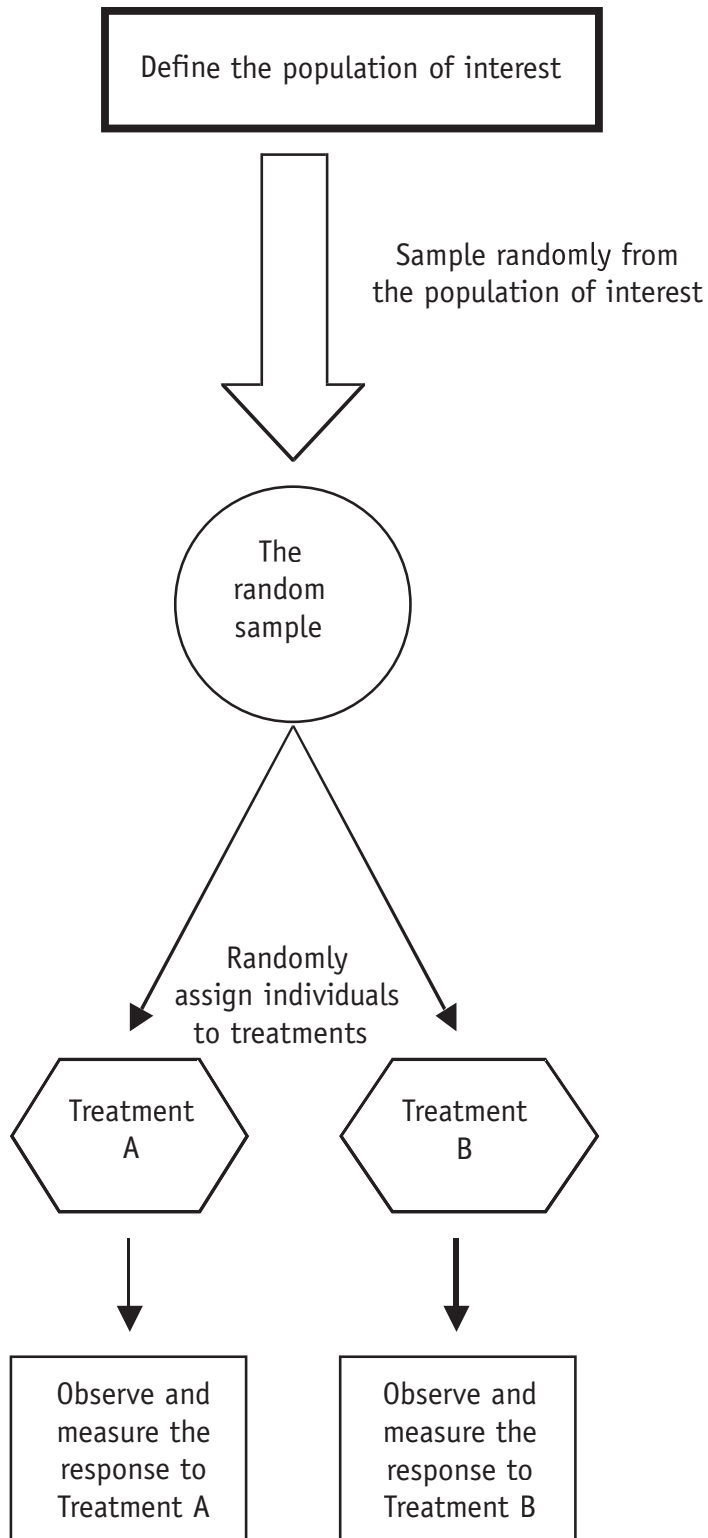 Define the population of interest
Sample randomly from
the population of interest
The
random
sample
Randomly
assign individuals
to treatments
Treatment
A
Treatment
B
Observe and
measure the
response to
Treatment A
Observe and
measure the
response to
Treatment B